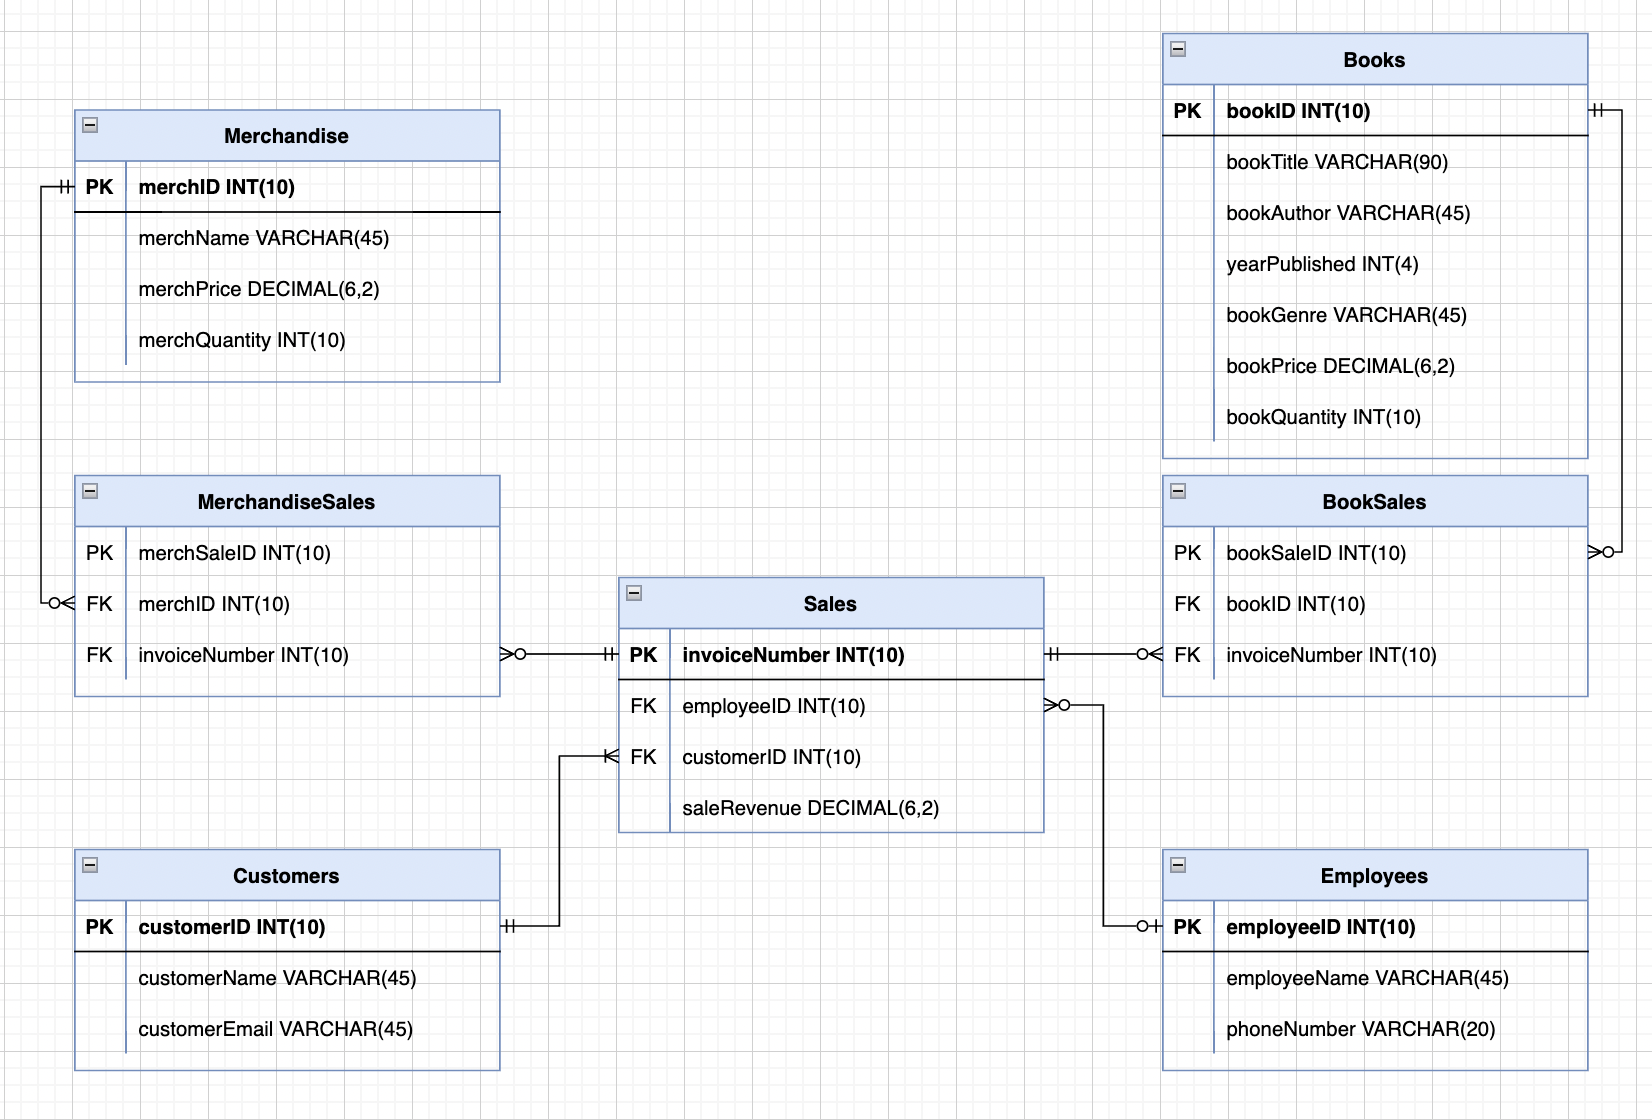 Merchandise
PK merchID INT(10)
merchName VARCHAR(45)
merchPrice DECIMAL(6,2)
merchQuantity INT(10)
Books
PK bookID INT(10)
bookTitle VARCHAR(90)
bookAuthor VARCHAR(45)
yearPublished INT(4)
bookGenre VARCHAR(45)
bookPrice DECIMAL(6,2)
bookQuantity INT(10)
MerchandiseSales
PK merchSaleID INT(10)
FK merchID INT(10)
FK invoiceNumber INT(10)
Sales
PK invoiceNumber INT(10)
FK employeeID INT(10)
FK customerID INT(10)
saleRevenue DECIMAL(6,2)
BookSales
PK bookSaleID INT(10)
FK bookID INT(10)
FK invoiceNumber INT(10)
Customers
PK customerID INT(10)
customerName VARCHAR(45)
customerEmail VARCHAR(45)
Employees
PK employeeID INT(10)
employeeName VARCHAR(45)
phoneNumber VARCHAR(20)